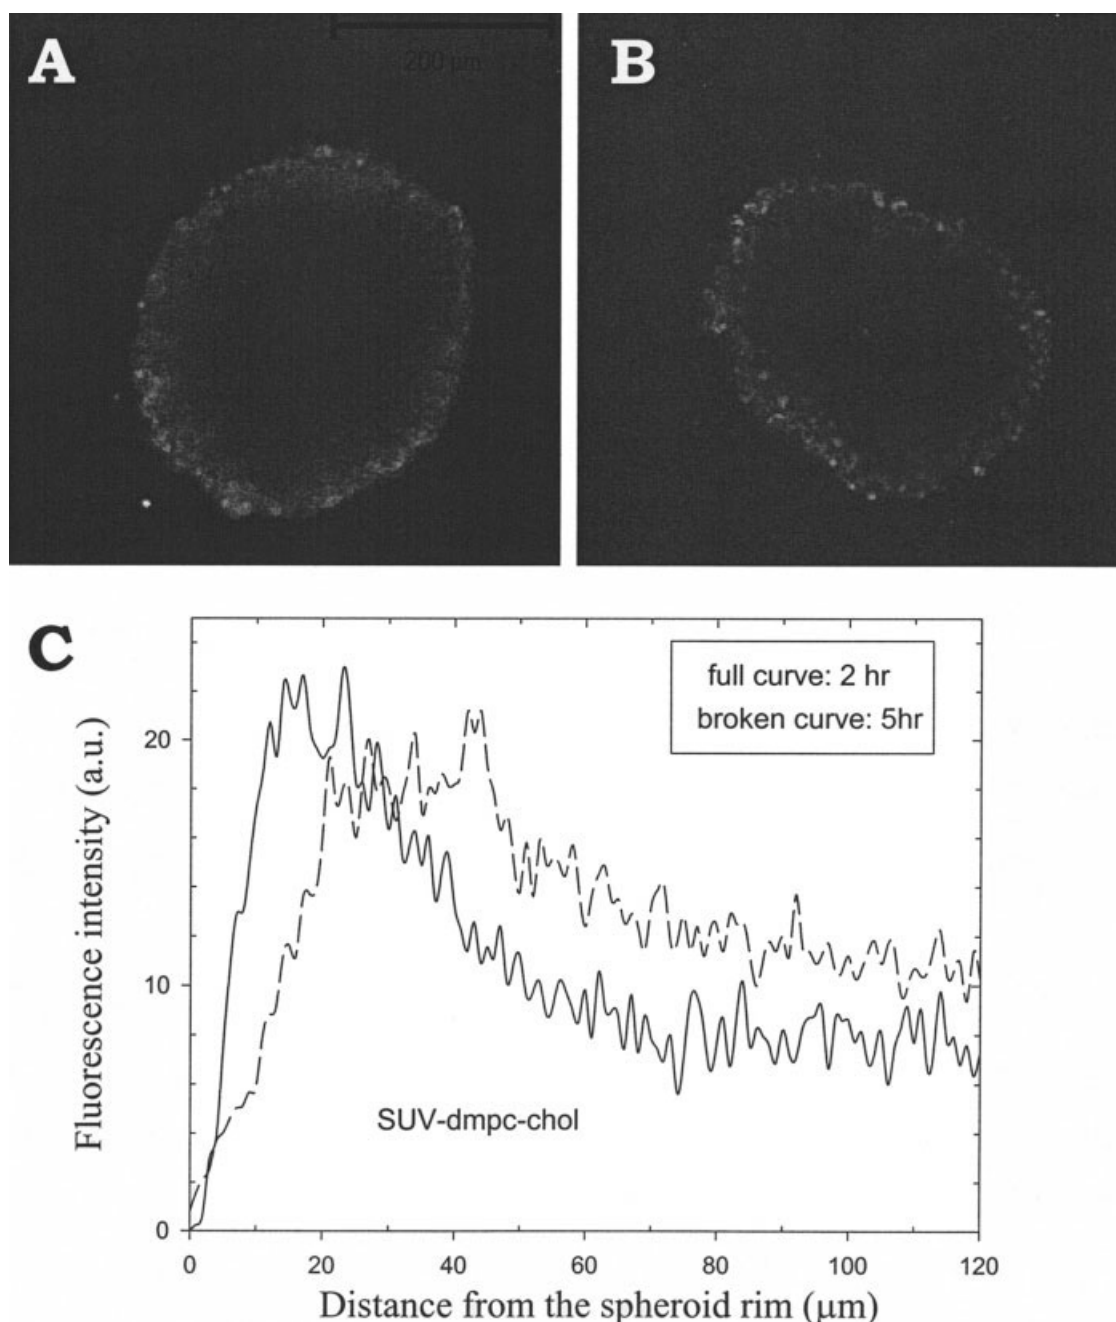 A
200 µm
B
C
full curve: 2 hr
broken curve: 5hr
Fluorescence intensity (a.u.)
20
10
0
SUV-dmpc-chol
0 20 40 60 80 100 120
Distance from the spheroid rim (µm)